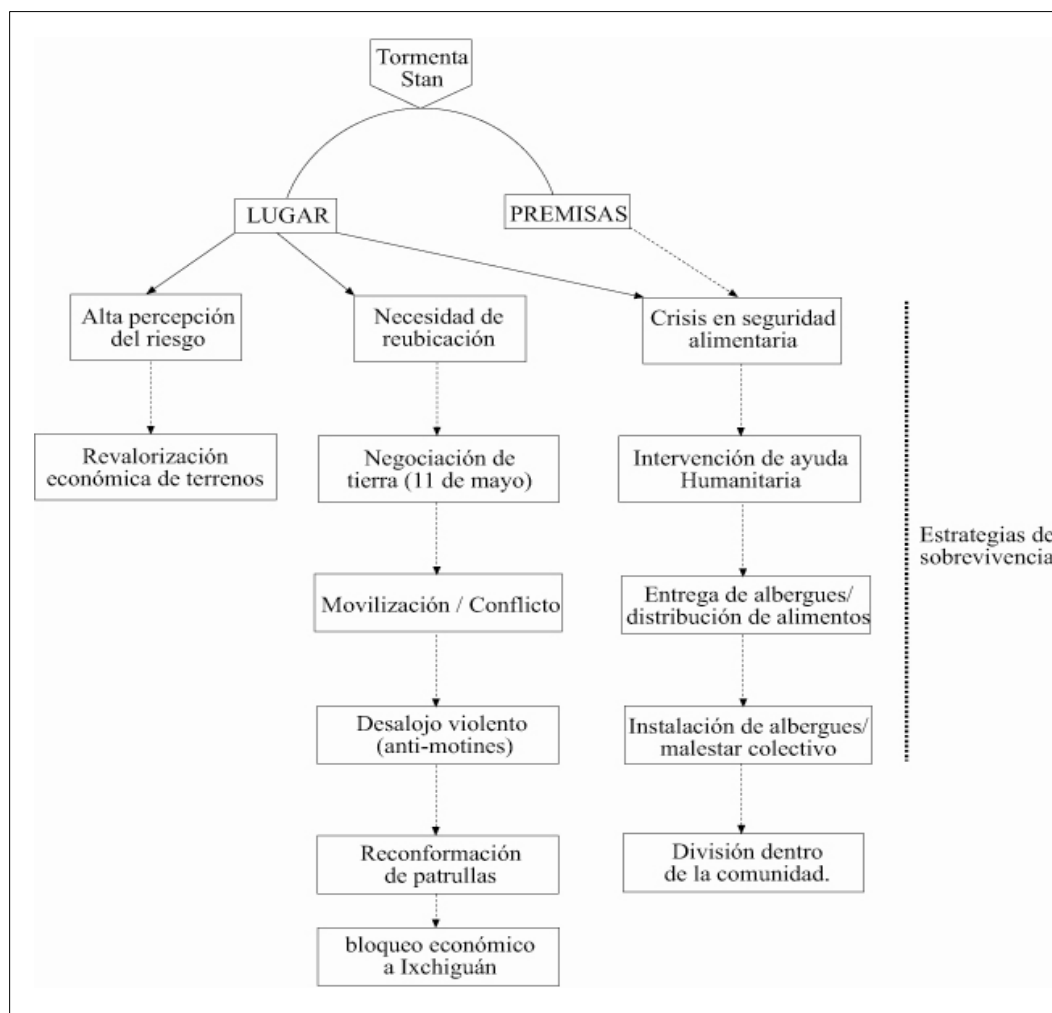 Tormenta
Stan
LUGAR
PREMISAS
Alta percepción
del riesgo
Necesidad de
reubicación
Crisis en seguridad
alimentaria
Revalorización
económica de terrenos
Negociación de
tierra (11 de mayo)
Intervención de ayuda
Humanitaria
Estrategias de
sobrevivencia
Movilización / Conflicto
Entrega de albergues/
distribución de alimentos
Desalojo violento
(anti-motines)
Instalación de albergues/
malestar colectivo
Reconformación
de patrullas
División dentro
de la comunidad.
bloqueo económico
a Ixchiguán